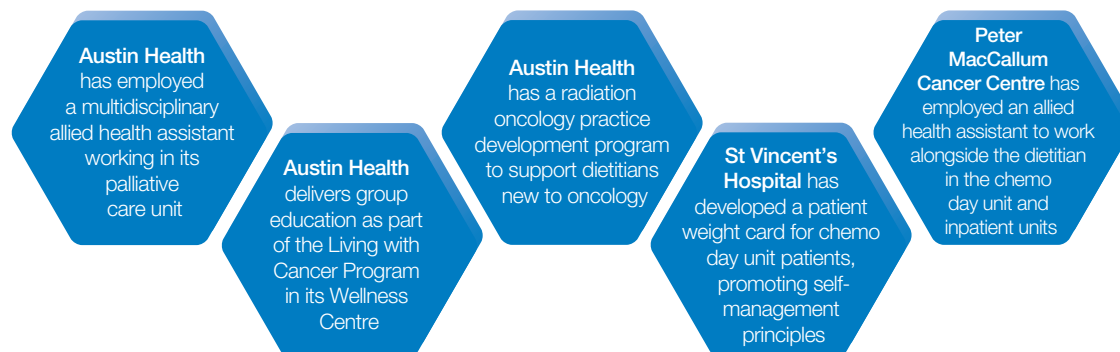 Austin Health
has employed
a multidisciplinary
allied health assistant
working in its
palliative
care unit
Austin Health
delivers group
education as part
of the Living with
Cancer Program
in its Wellness
Centre
Austin Health
has a radiation
oncology practice
development program
to support dietitians
new to oncology
St Vincent's
Hospital has
developed a patient
weight card for chemo
day unit patients,
promoting self-
management
principles
Peter
MacCallum
Cancer Centre has
employed an allied
health assistant to work
alongside the dietitian
in the chemo
day unit and
inpatient units